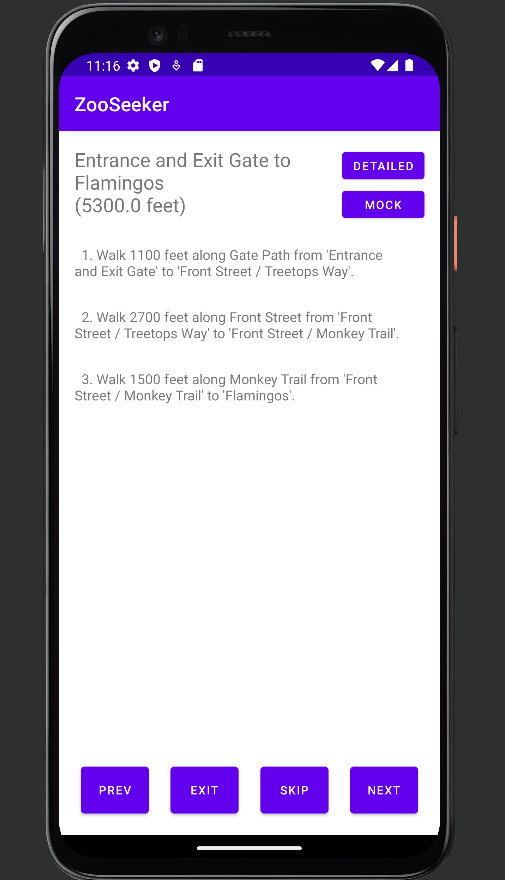 11:16
ZooSeeker
Entrance and Exit Gate to
Flamingos
(5300.0 feet)
DETAILED
MOCK
1. Walk 1100 feet along Gate Path from 'Entrance
and Exit Gate' to 'Front Street / Treetops Way'.
2. Walk 2700 feet along Front Street from 'Front
Street / Treetops Way' to 'Front Street / Monkey Trail'.
3. Walk 1500 feet along Monkey Trail from 'Front
Street / Monkey Trail' to 'Flamingos'.
PREV
EXIT
SKIP
NEXT